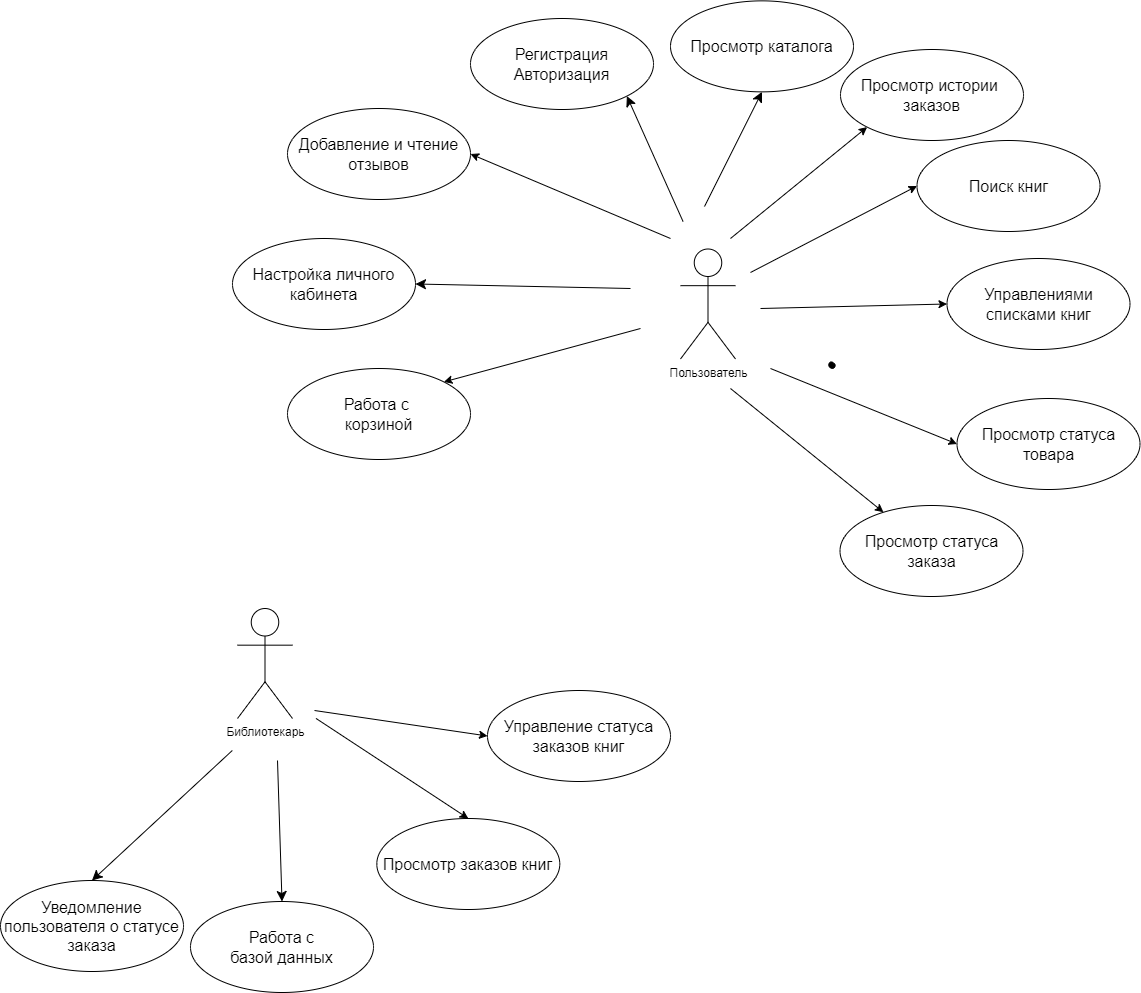 Регистрация
Авторизация
Просмотр каталога
Просмотр истории
заказов
Добавление и чтение
отзывов
Поиск книг
Настройка личного
кабинета
Управлениями
списками книг
Пользователь
Работа с
корзиной
Просмотр статуса
товара
Просмотр статуса
заказа
Библиотекарь
Управление статуса
заказов книг
Просмотр заказов книг
Уведомление
пользователя о статусе
заказа
Работа с
базой данных